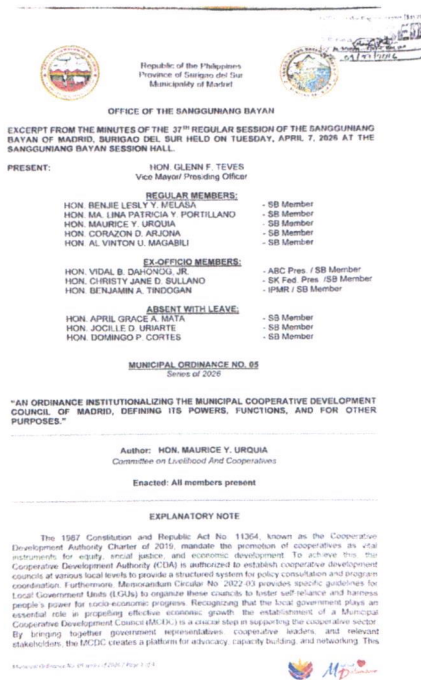 Republic of the Philippines
Province of Surigao del Sur
Municipality of Madrid
OFFICE OF THE SANGGUNIANG BAYAN
EXCERPT FROM THE MINUTES OF THE 37TH REGULAR SESSION OF THE SANGGUNIANG
BAYAN OF MADRID, SURIGAO DEL SUR HELD ON TUESDAY, APRIL 7, 2026 AT THE
SANGGUNIANG BAYAN SESSION HALL.
PRESENT: HON. GLENN F. TEVES
Vice Mayor/ Presiding Officer
REGULAR MEMBERS:
HON. BENJIE LESLY Y. MELASA - SB Member
HON. MA. LINA PATRICIA Y. PORTILLANO - SB Member
HON. MAURICE Y. URQUIA - SB Member
HON. CORAZON D. ARJONA - SB Member
HON. AL VINTON U. MAGABILI - SB Member
EX-OFFICIO MEMBERS:
HON. VIDAL B. DAHONOG, JR. - ABC Pres. / SB Member
HON. CHRISTY JANE D. SULLANO - SK Fed. Pres. /SB Member
HON. BENJAMIN A. TINDOGAN - IPMR / SB Member
ABSENT WITH LEAVE:
HON. APRIL GRACE A. MATA - SB Member
HON. JOCILLE D. URIARTE - SB Member
HON. DOMINGO P. CORTES - SB Member
MUNICIPAL ORDINANCE NO. 05
Series of 2026
"AN ORDINANCE INSTITUTIONALIZING THE MUNICIPAL COOPERATIVE DEVELOPMENT
COUNCIL OF MADRID, DEFINING ITS POWERS, FUNCTIONS, AND FOR OTHER
PURPOSES."
Author: HON. MAURICE Y. URQUIA
Committee on Livelihood And Cooperatives
Enacted: All members present
EXPLANATORY NOTE
The 1987 Constitution and Republic Act No. 11364, known as the Cooperative
Development Authority Charter of 2019, mandate the promotion of cooperatives as vital
instruments for equity, social justice, and economic development. To achieve this, the
Cooperative Development Authority (CDA) is authorized to establish cooperative development
councils at various local levels to provide a structured system for policy consultation and program
coordination. Furthermore, Memorandum Circular No. 2022-03 provides specific guidelines for
Local Government Units (LGUs) to organize these councils to foster self-reliance and harness
people's power for socio-economic progress. Recognizing that the local government plays an
essential role in propelling effective economic growth, the establishment of a Municipal
Cooperative Development Council (MCDC) is a crucial step in supporting the cooperative sector.
By bringing together government representatives, cooperative leaders, and relevant
stakeholders, the MCDC creates a platform for advocacy, capacity building, and networking. This